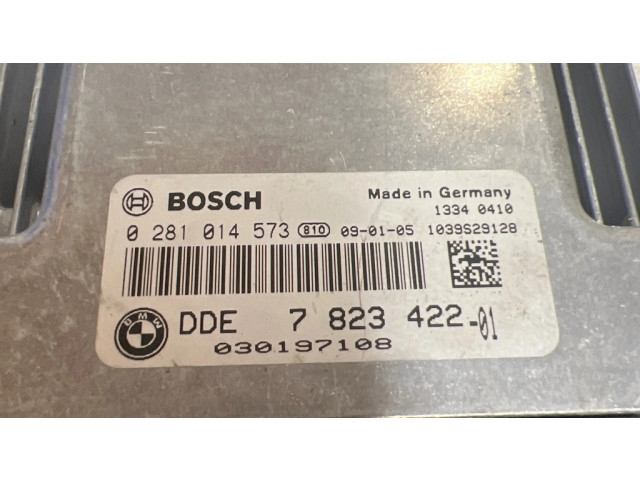 BOSCH Made in Germany
1334 0410
0 281 014 573 810 09-01-05 1039S29128
BMW DDE 7 823 422-01
030197108